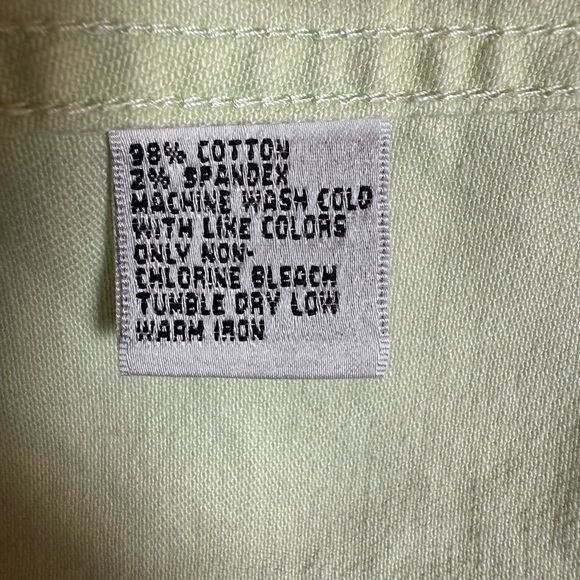 98% COTTON
2% SPANDEX
MACHINE WASH COLD
WITH LIKE COLORS
ONLY NON-
CHLORINE BLEACH
TUMBLE DRY LOW
WARM IRON